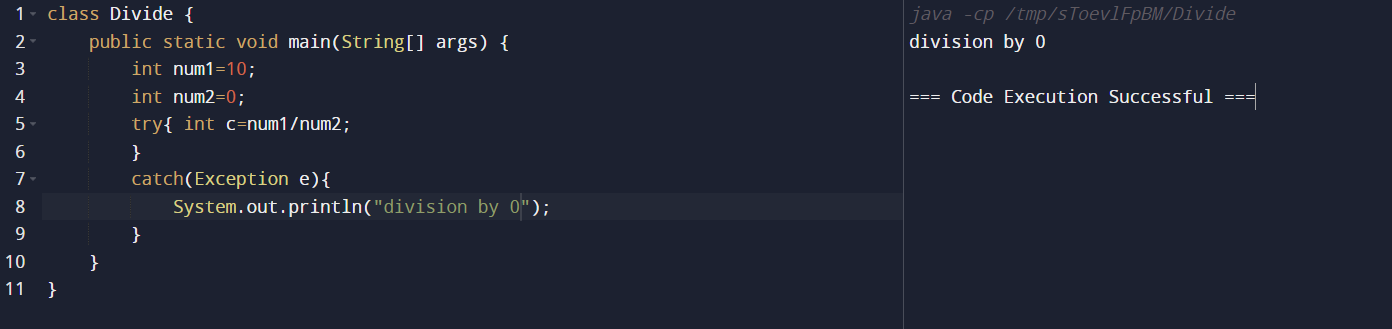 1 class Divide {
2     public static void main(String[] args) {
3         int num1=10;
4         int num2=0;
5         try{ int c=num1/num2;
6         }
7         catch(Exception e){
8             System.out.println("division by 0");
9         }
10     }
11 }
java -cp /tmp/sToevlFpBM/Divide
division by 0
=== Code Execution Successful ===